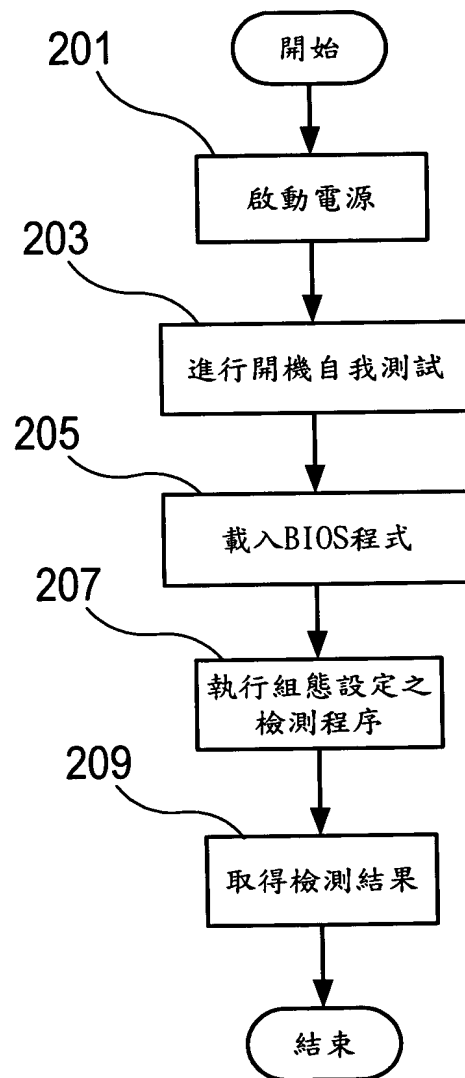 開始
201
啟動電源
203
進行開機自我測試
205
載入BIOS程式
207
執行組態設定之
檢測程序
209
取得檢測結果
結束